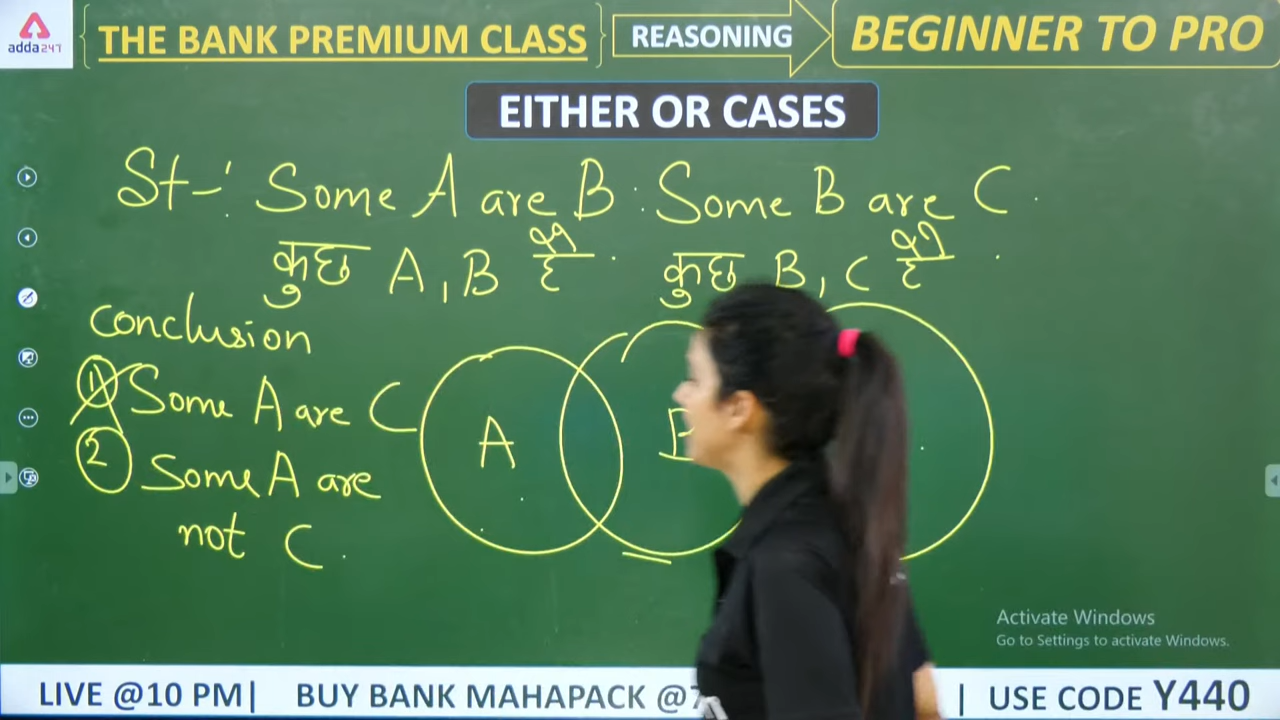 adda247
THE BANK PREMIUM CLASS
REASONING
BEGINNER TO PRO
EITHER OR CASES
St-: Some A are B. Some B are C.
कुछ A, B हैं. कुछ B, C हैं.
Conclusion
1 Some A are C
2 Some A are
not C.
A
Activate Windows
Go to Settings to activate Windows.
LIVE @10 PM| BUY BANK MAHAPACK @7 | USE CODE Y440